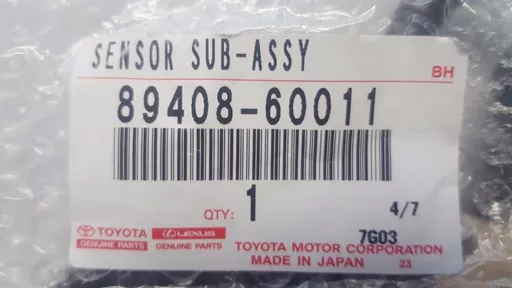 SENSOR SUB-ASSY
BH
89408-60011
QTY: 1
4/7
7G03
TOYOTA
GENUINE PARTS
LEXUS
GENUINE PARTS
TOYOTA MOTOR CORPORATION
MADE IN JAPAN 23